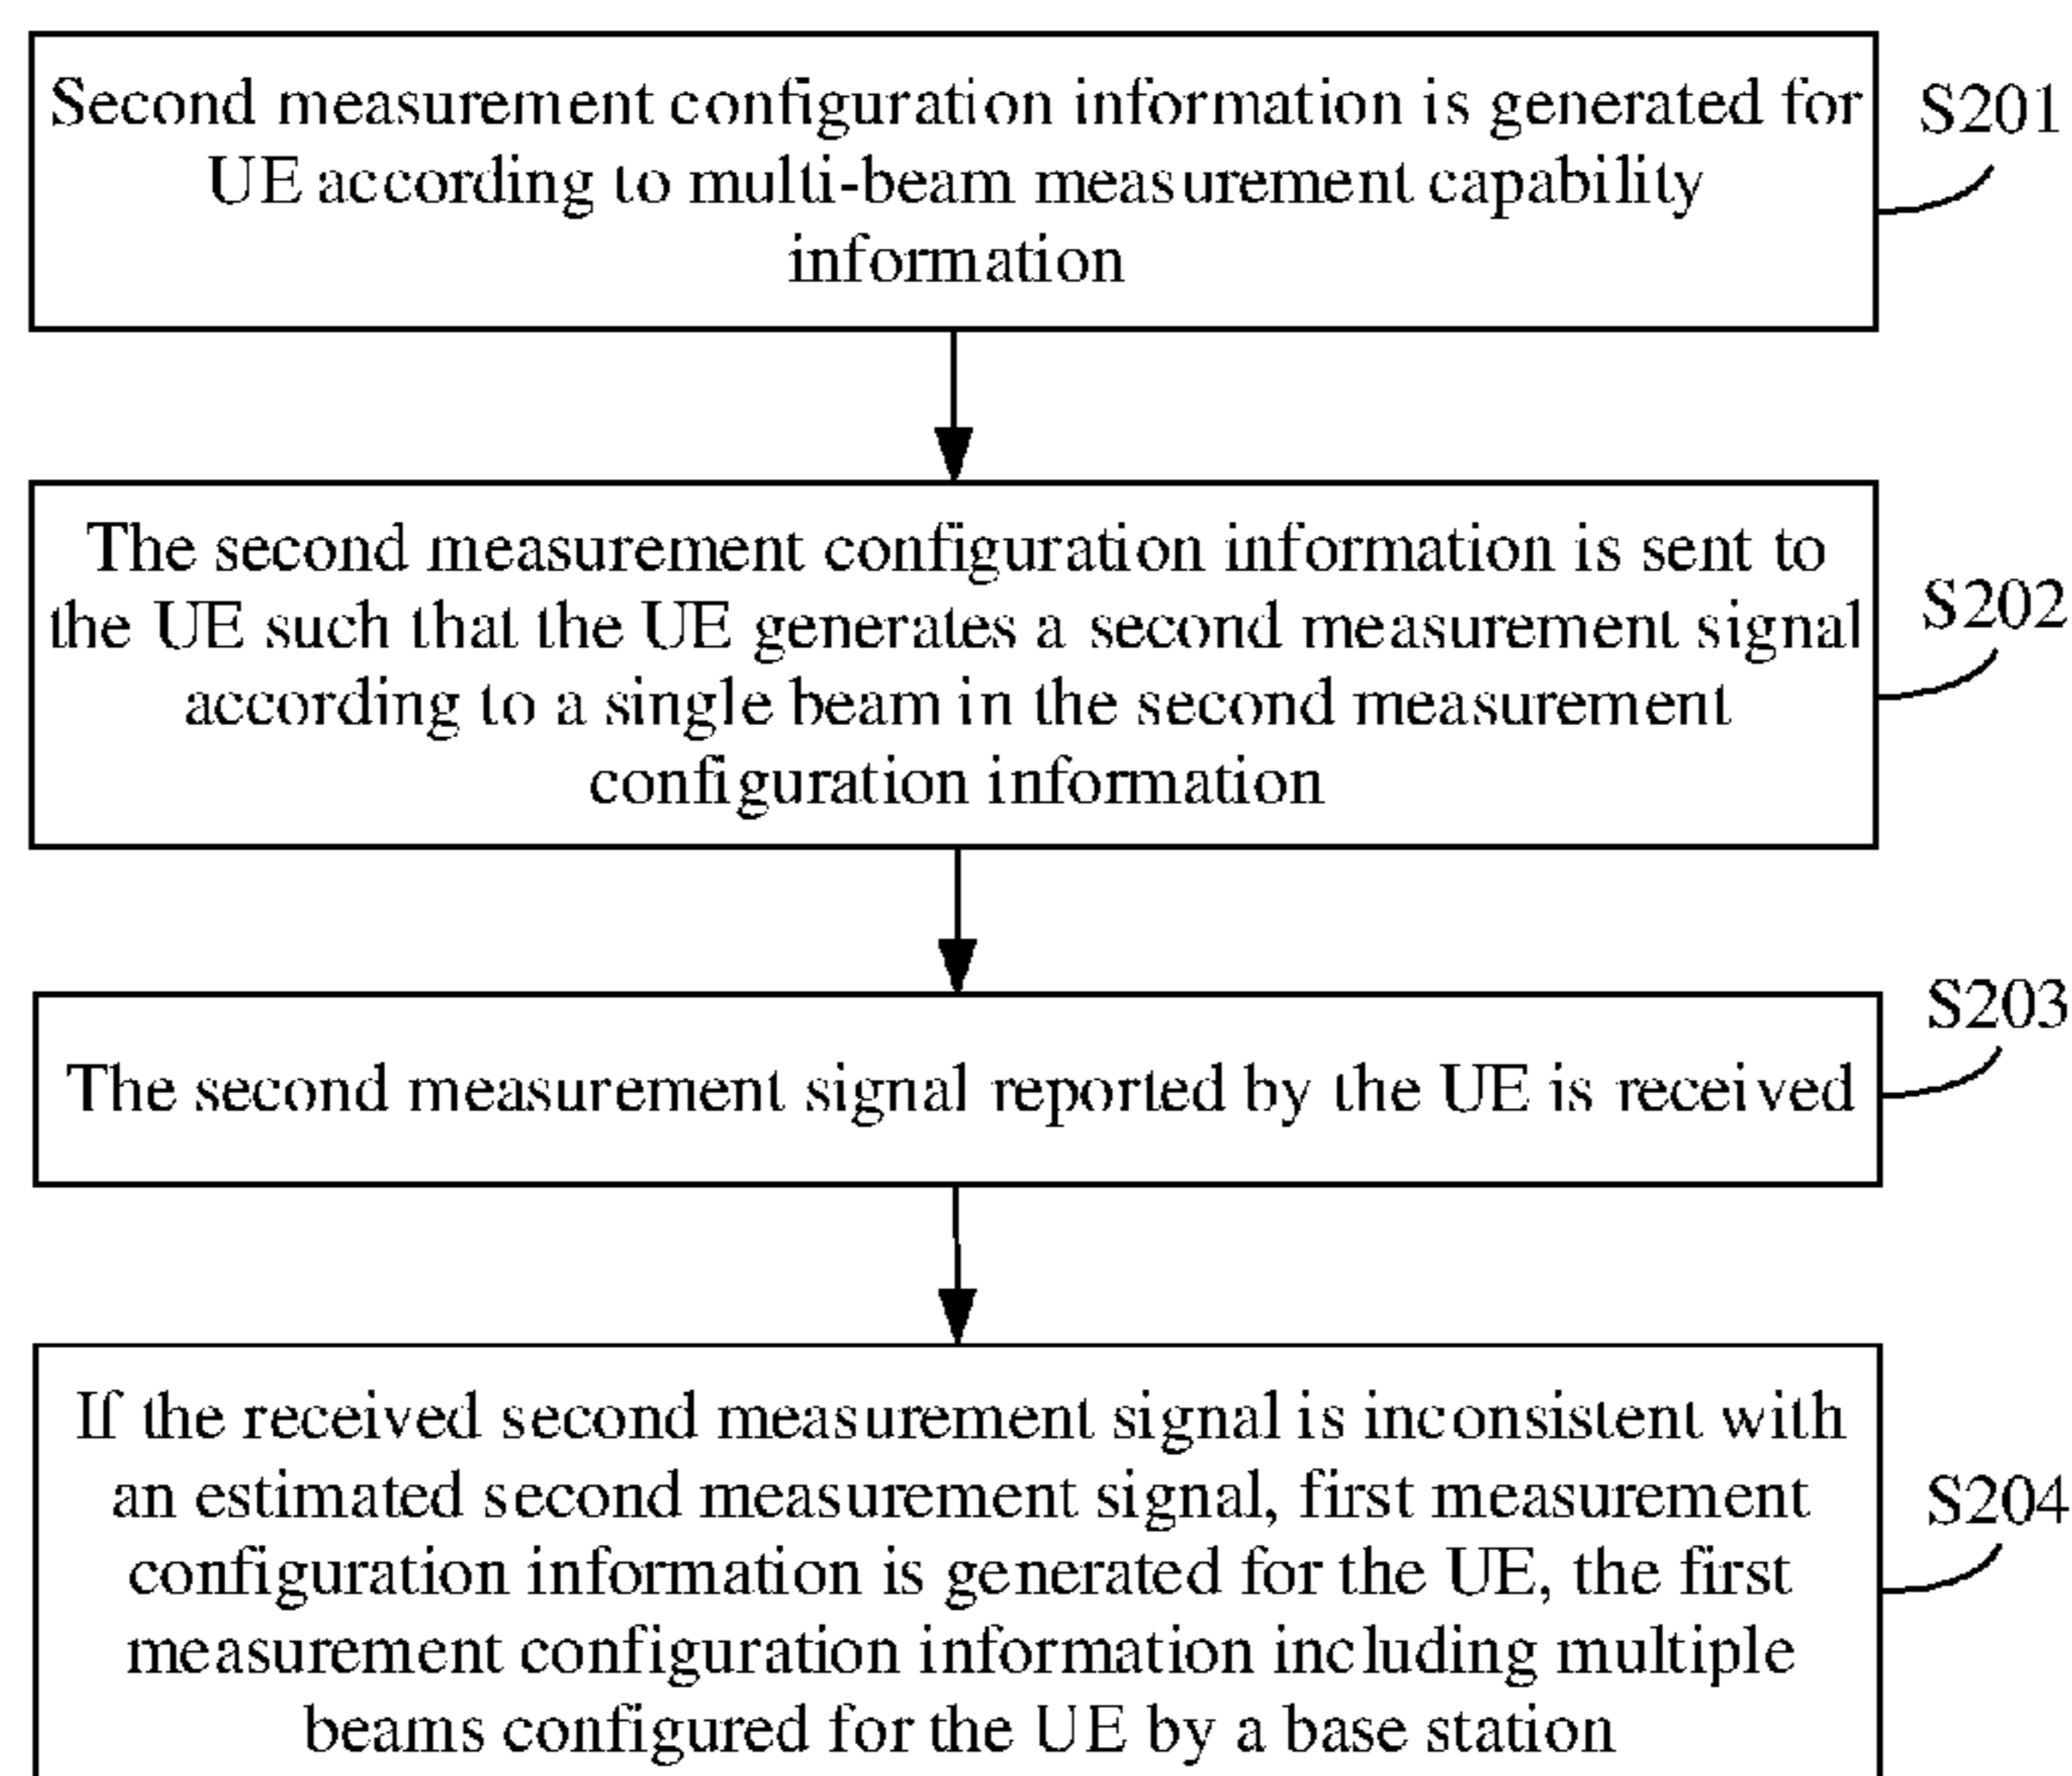 Second measurement configuration information is generated for
UE according to multi-beam measurement capability
information
S201
The second measurement configuration information is sent to
the UE such that the UE generates a second measurement signal
according to a single beam in the second measurement
configuration information
S202
The second measurement signal reported by the UE is received
S203
If the received second measurement signal is inconsistent with
an estimated second measurement signal, first measurement
configuration information is generated for the UE, the first
measurement configuration information including multiple
beams configured for the UE by a base station
S204